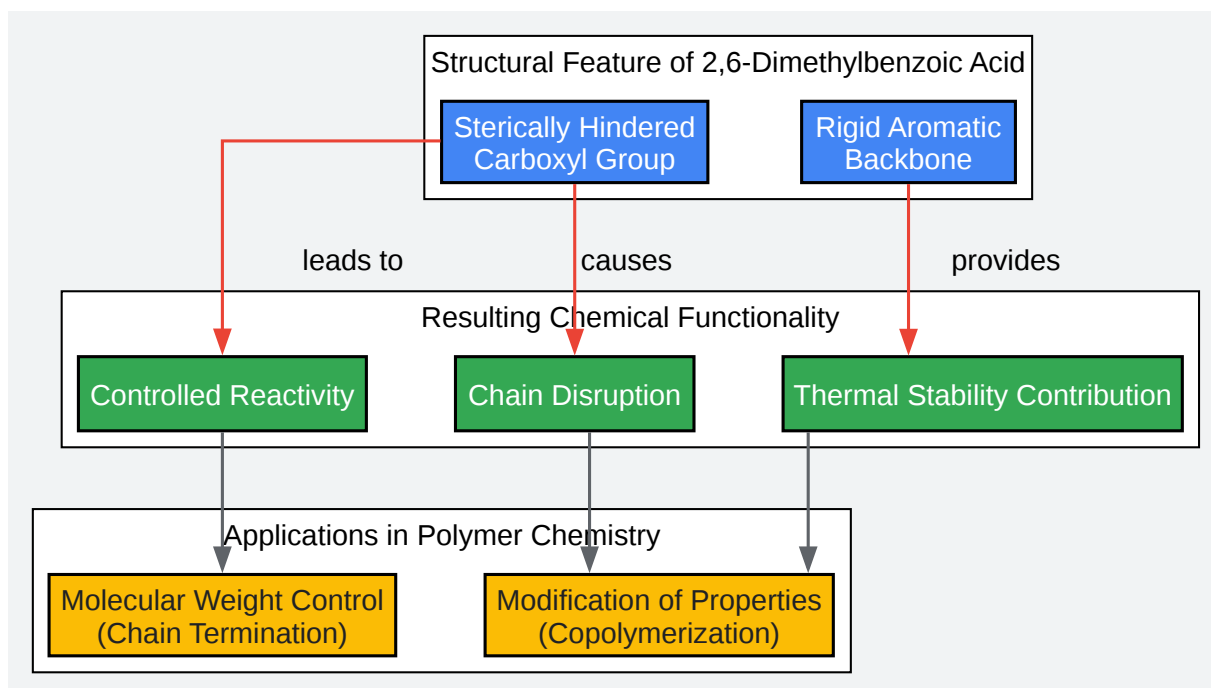 Structural Feature of 2,6-Dimethylbenzoic Acid
Sterically Hindered
Carboxyl Group
Rigid Aromatic
Backbone
leads to
causes
provides
Resulting Chemical Functionality
Controlled Reactivity
Chain Disruption
Thermal Stability Contribution
Applications in Polymer Chemistry
Molecular Weight Control
(Chain Termination)
Modification of Properties
(Copolymerization)